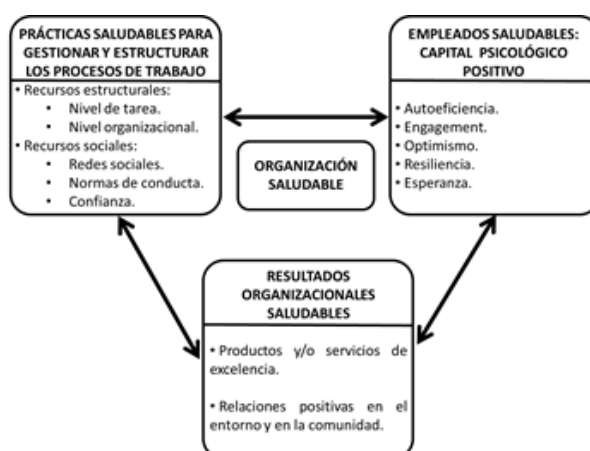 PRÁCTICAS SALUDABLES PARA
GESTIONAR Y ESTRUCTURAR
LOS PROCESOS DE TRABAJO
• Recursos estructurales:
• Nivel de tarea.
• Nivel organizacional.
• Recursos sociales:
• Redes sociales.
• Normas de conducta.
• Confianza.
EMPLEADOS SALUDABLES:
CAPITAL PSICOLÓGICO
POSITIVO
• Autoeficiencia.
• Engagement.
• Optimismo.
• Resiliencia.
• Esperanza.
ORGANIZACIÓN
SALUDABLE
RESULTADOS
ORGANIZACIONALES
SALUDABLES
• Productos y/o servicios de
excelencia.
• Relaciones positivas en el
entorno y en la comunidad.